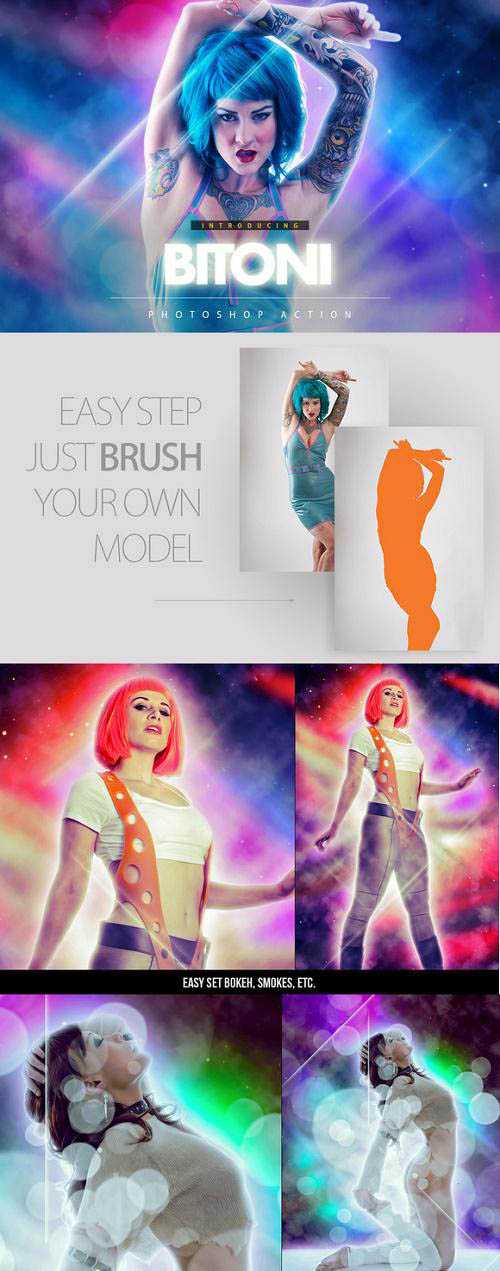 INTRODUCING
BITONI
PHOTOSHOP ACTION
EASY STEP
JUST BRUSH
YOUR OWN
MODEL
EASY SET BOKEH, SMOKES, ETC.